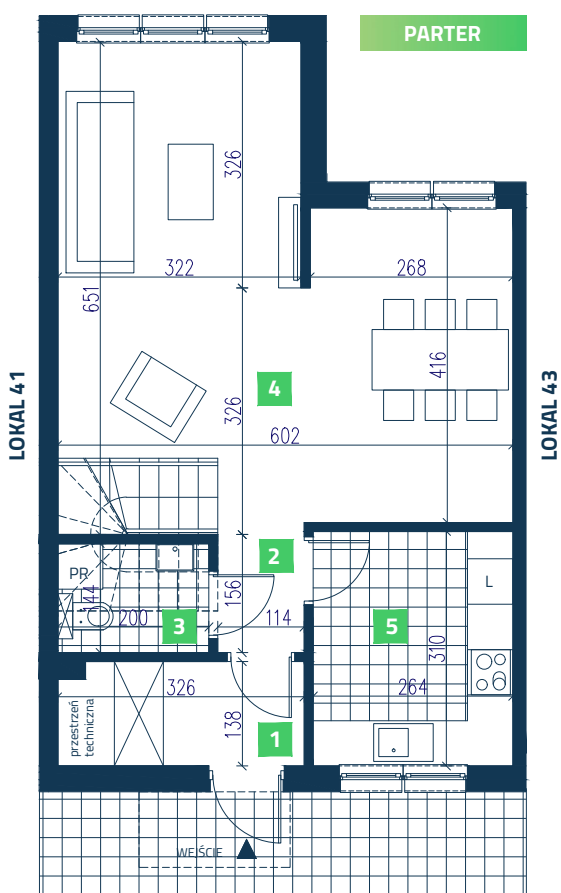 PARTER
326
322
268
651
416
LOKAL 41
LOKAL 43
4
326
602
2
PR
144
156
L
200
3
114
5
310
326
264
przestrzeń
techniczna
138
1
WEJŚCIE